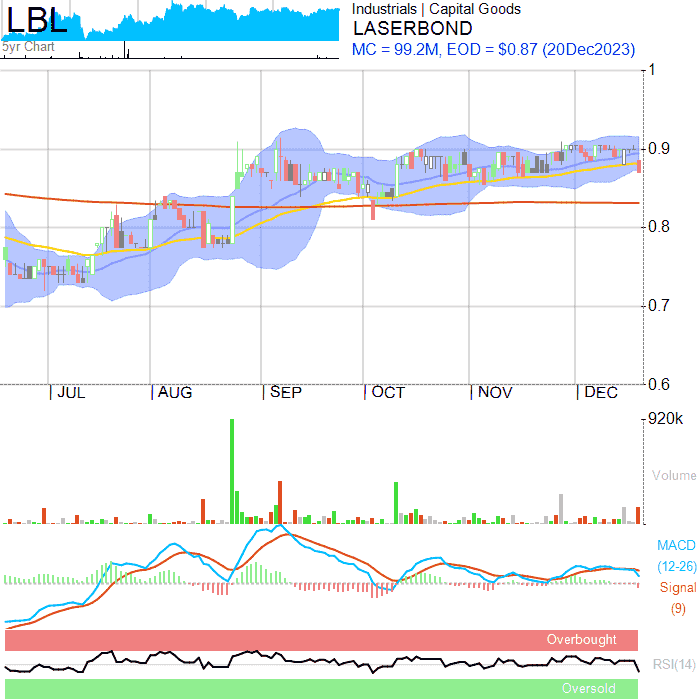 LBL
5yr Chart
Industrials | Capital Goods
LASERBOND
MC = 99.2M, EOD = $0.87 (20Dec2023)
1
0.9
0.8
0.7
0.6
JUL AUG SEP OCT NOV DEC
920k
Volume
MACD
(12-26)
Signal
(9)
Overbought
RSI(14)
Oversold